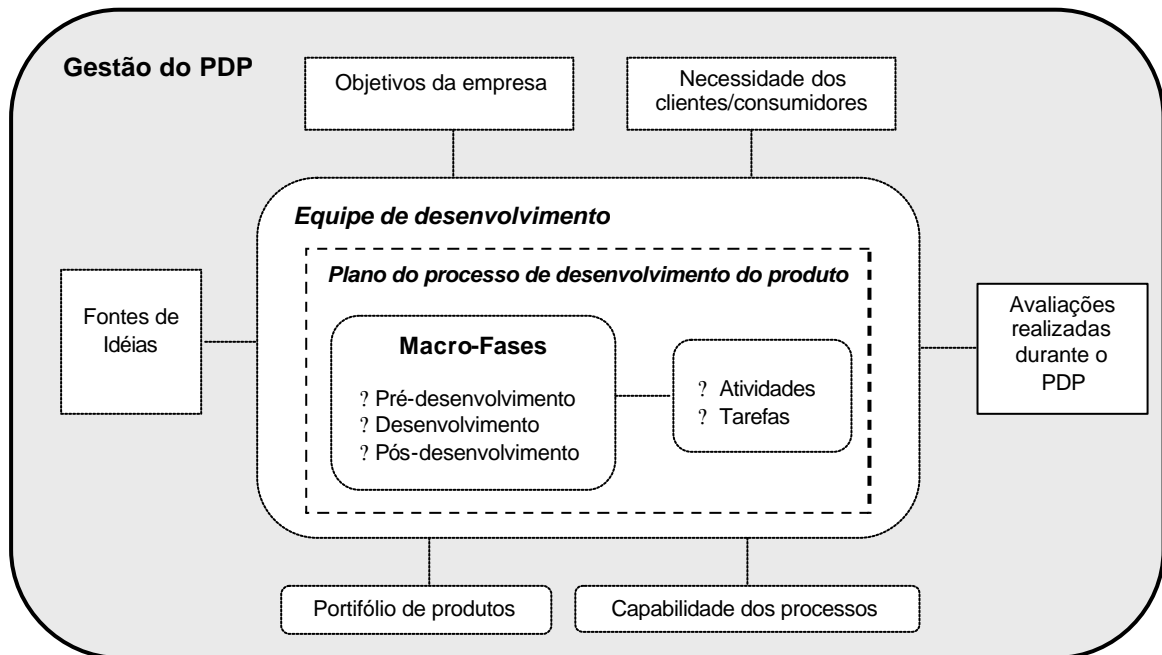 Gestão do PDP
Objetivos da empresa
Necessidade dos
clientes/consumidores
Equipe de desenvolvimento
Plano do processo de desenvolvimento do produto
Fontes de
Idéias
Macro-Fases
? Pré-desenvolvimento
? Desenvolvimento
? Pós-desenvolvimento
? Atividades
? Tarefas
Avaliações
realizadas
durante o
PDP
Portifólio de produtos
Capabilidade dos processos